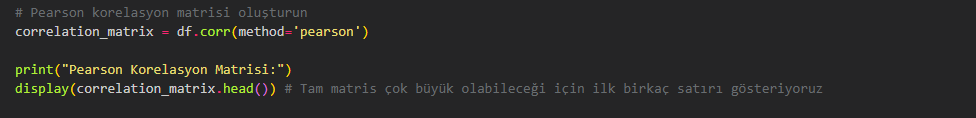 # Pearson korelasyon matrisi oluşturun
correlation_matrix = df.corr(method='pearson')
print("Pearson Korelasyon Matrisi:")
display(correlation_matrix.head()) # Tam matris çok büyük olabileceği için ilk birkaç satırı gösteriyoruz